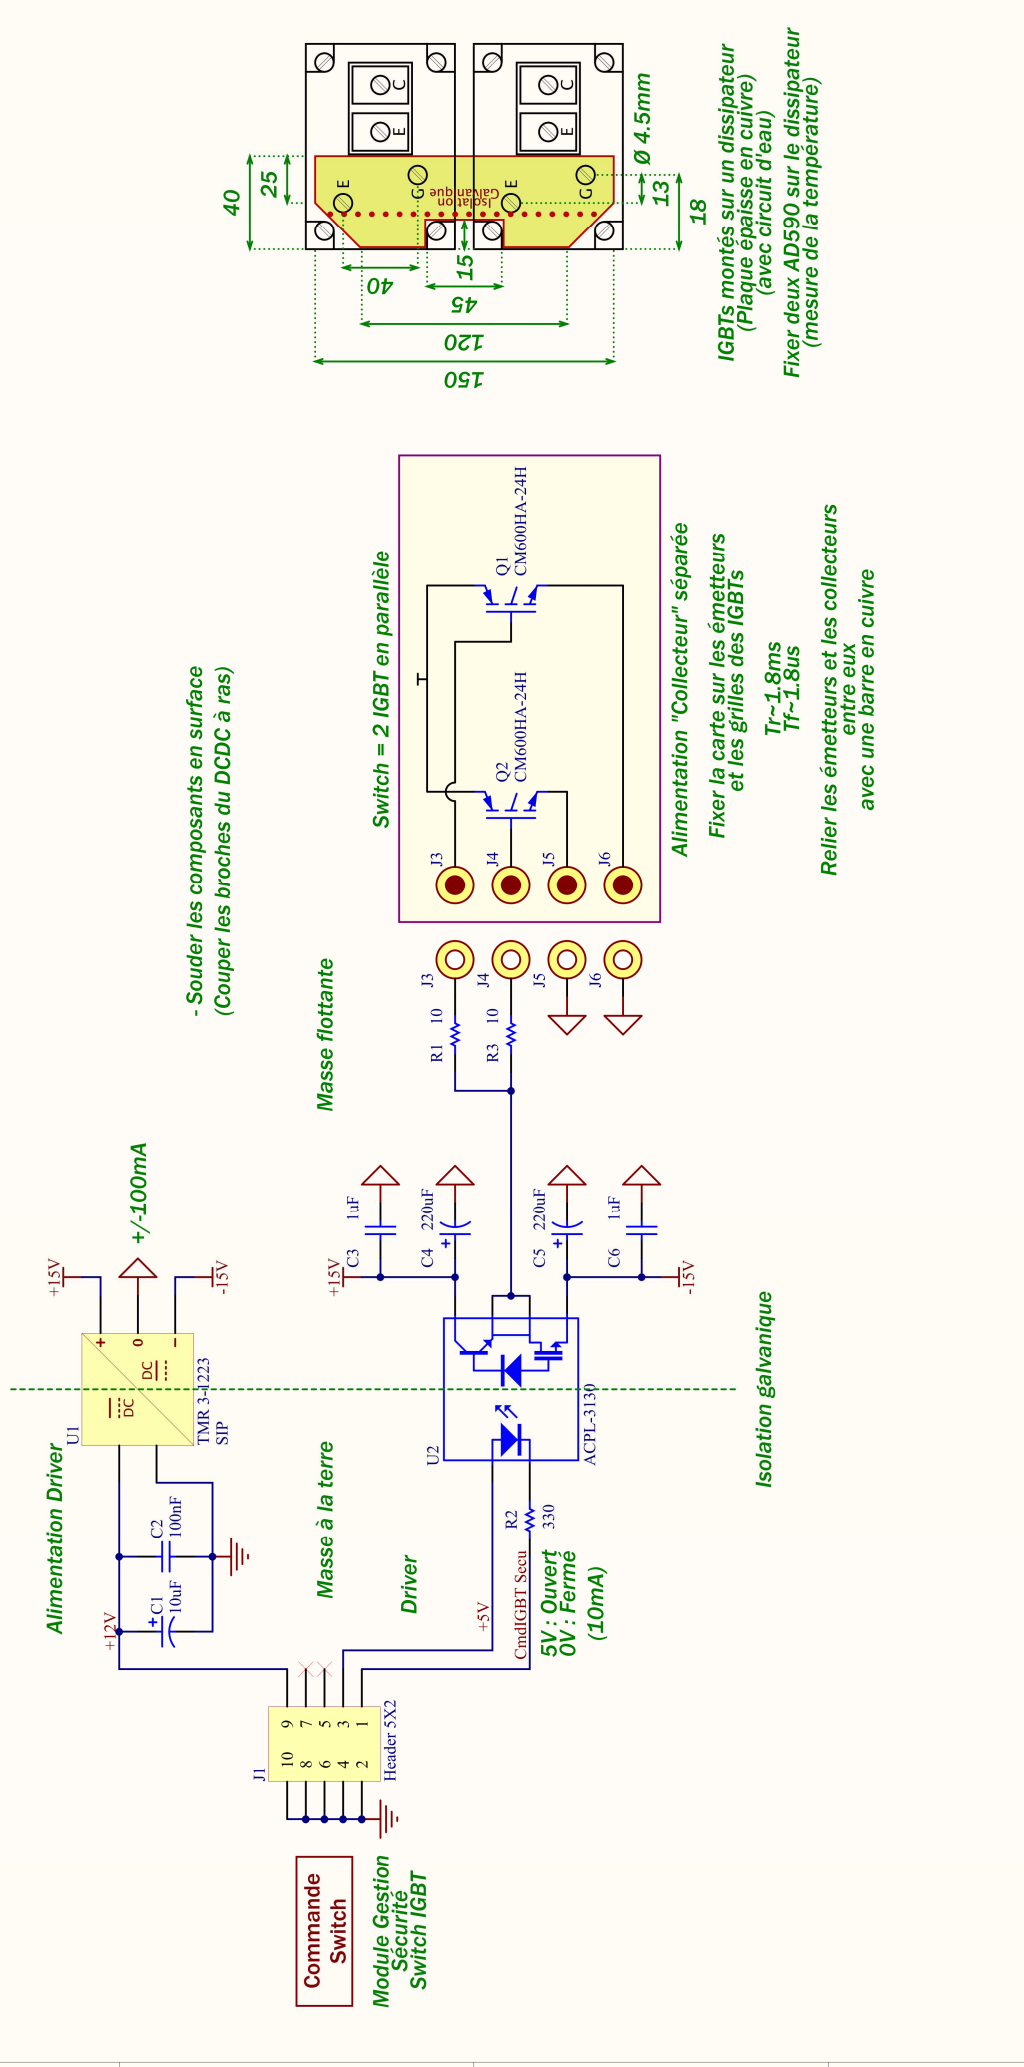 Commande
Switch
Module Gestion
Sécurité
Switch IGBT
J1
10 9
8 7
6 5
4 3
2 1
Header 5X2
Alimentation Driver
+12V
C1
10uF
C2
100nF
U1
DC
DC
+
0
-
TMR 3-1223
SIP
+15V
-15V
+/-100mA
Masse à la terre
Driver
+5V
CmdIGBT Secu
5V : Ouvert
0V : Fermé
(10mA)
R2
330
U2
ACPL-3130
Isolation galvanique
+15V
C3 1uF
C4 220uF
C5 220uF
C6 1uF
-15V
Masse flottante
R1 10
R3 10
J3
J4
J5
J6
- Souder les composants en surface
(Couper les broches du DCDC à ras)
Switch = 2 IGBT en parallèle
J3
J4
J5
J6
Q2
CM600HA-24H
Q1
CM600HA-24H
Alimentation "Collecteur" séparée
Fixer la carte sur les émetteurs
et les grilles des IGBTs
Tr~1.8ms
Tf~1.8us
Relier les émetteurs et les collecteurs
entre eux
avec une barre en cuivre
40
25
E
G
E
C
Isolation
Galvanique
E
G
E
C
Ø 4.5mm
13
18
15
40
45
120
150
IGBTs montés sur un dissipateur
(Plaque épaisse en cuivre)
(avec circuit d'eau)
Fixer deux AD590 sur le dissipateur
(mesure de la température)